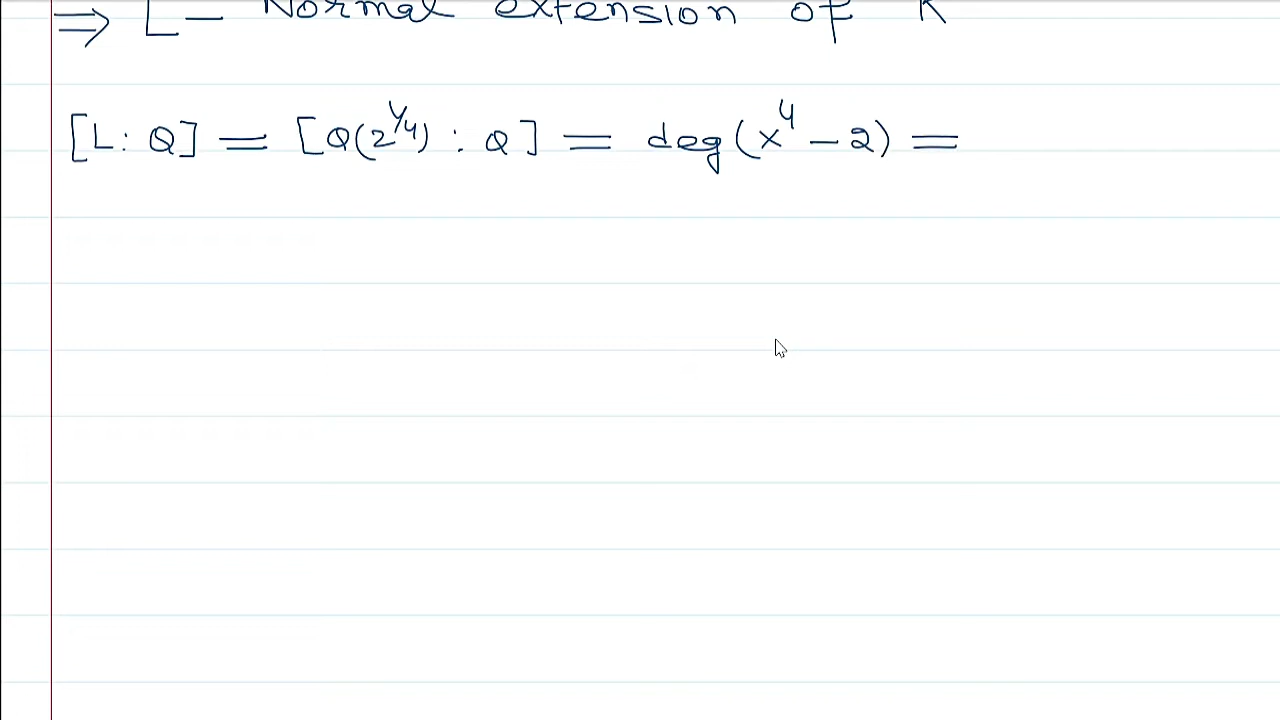 ⇒ L – Normal extension of K
[L : Q] = [Q(2^{1/4}) : Q] = deg(x^4 – 2) =